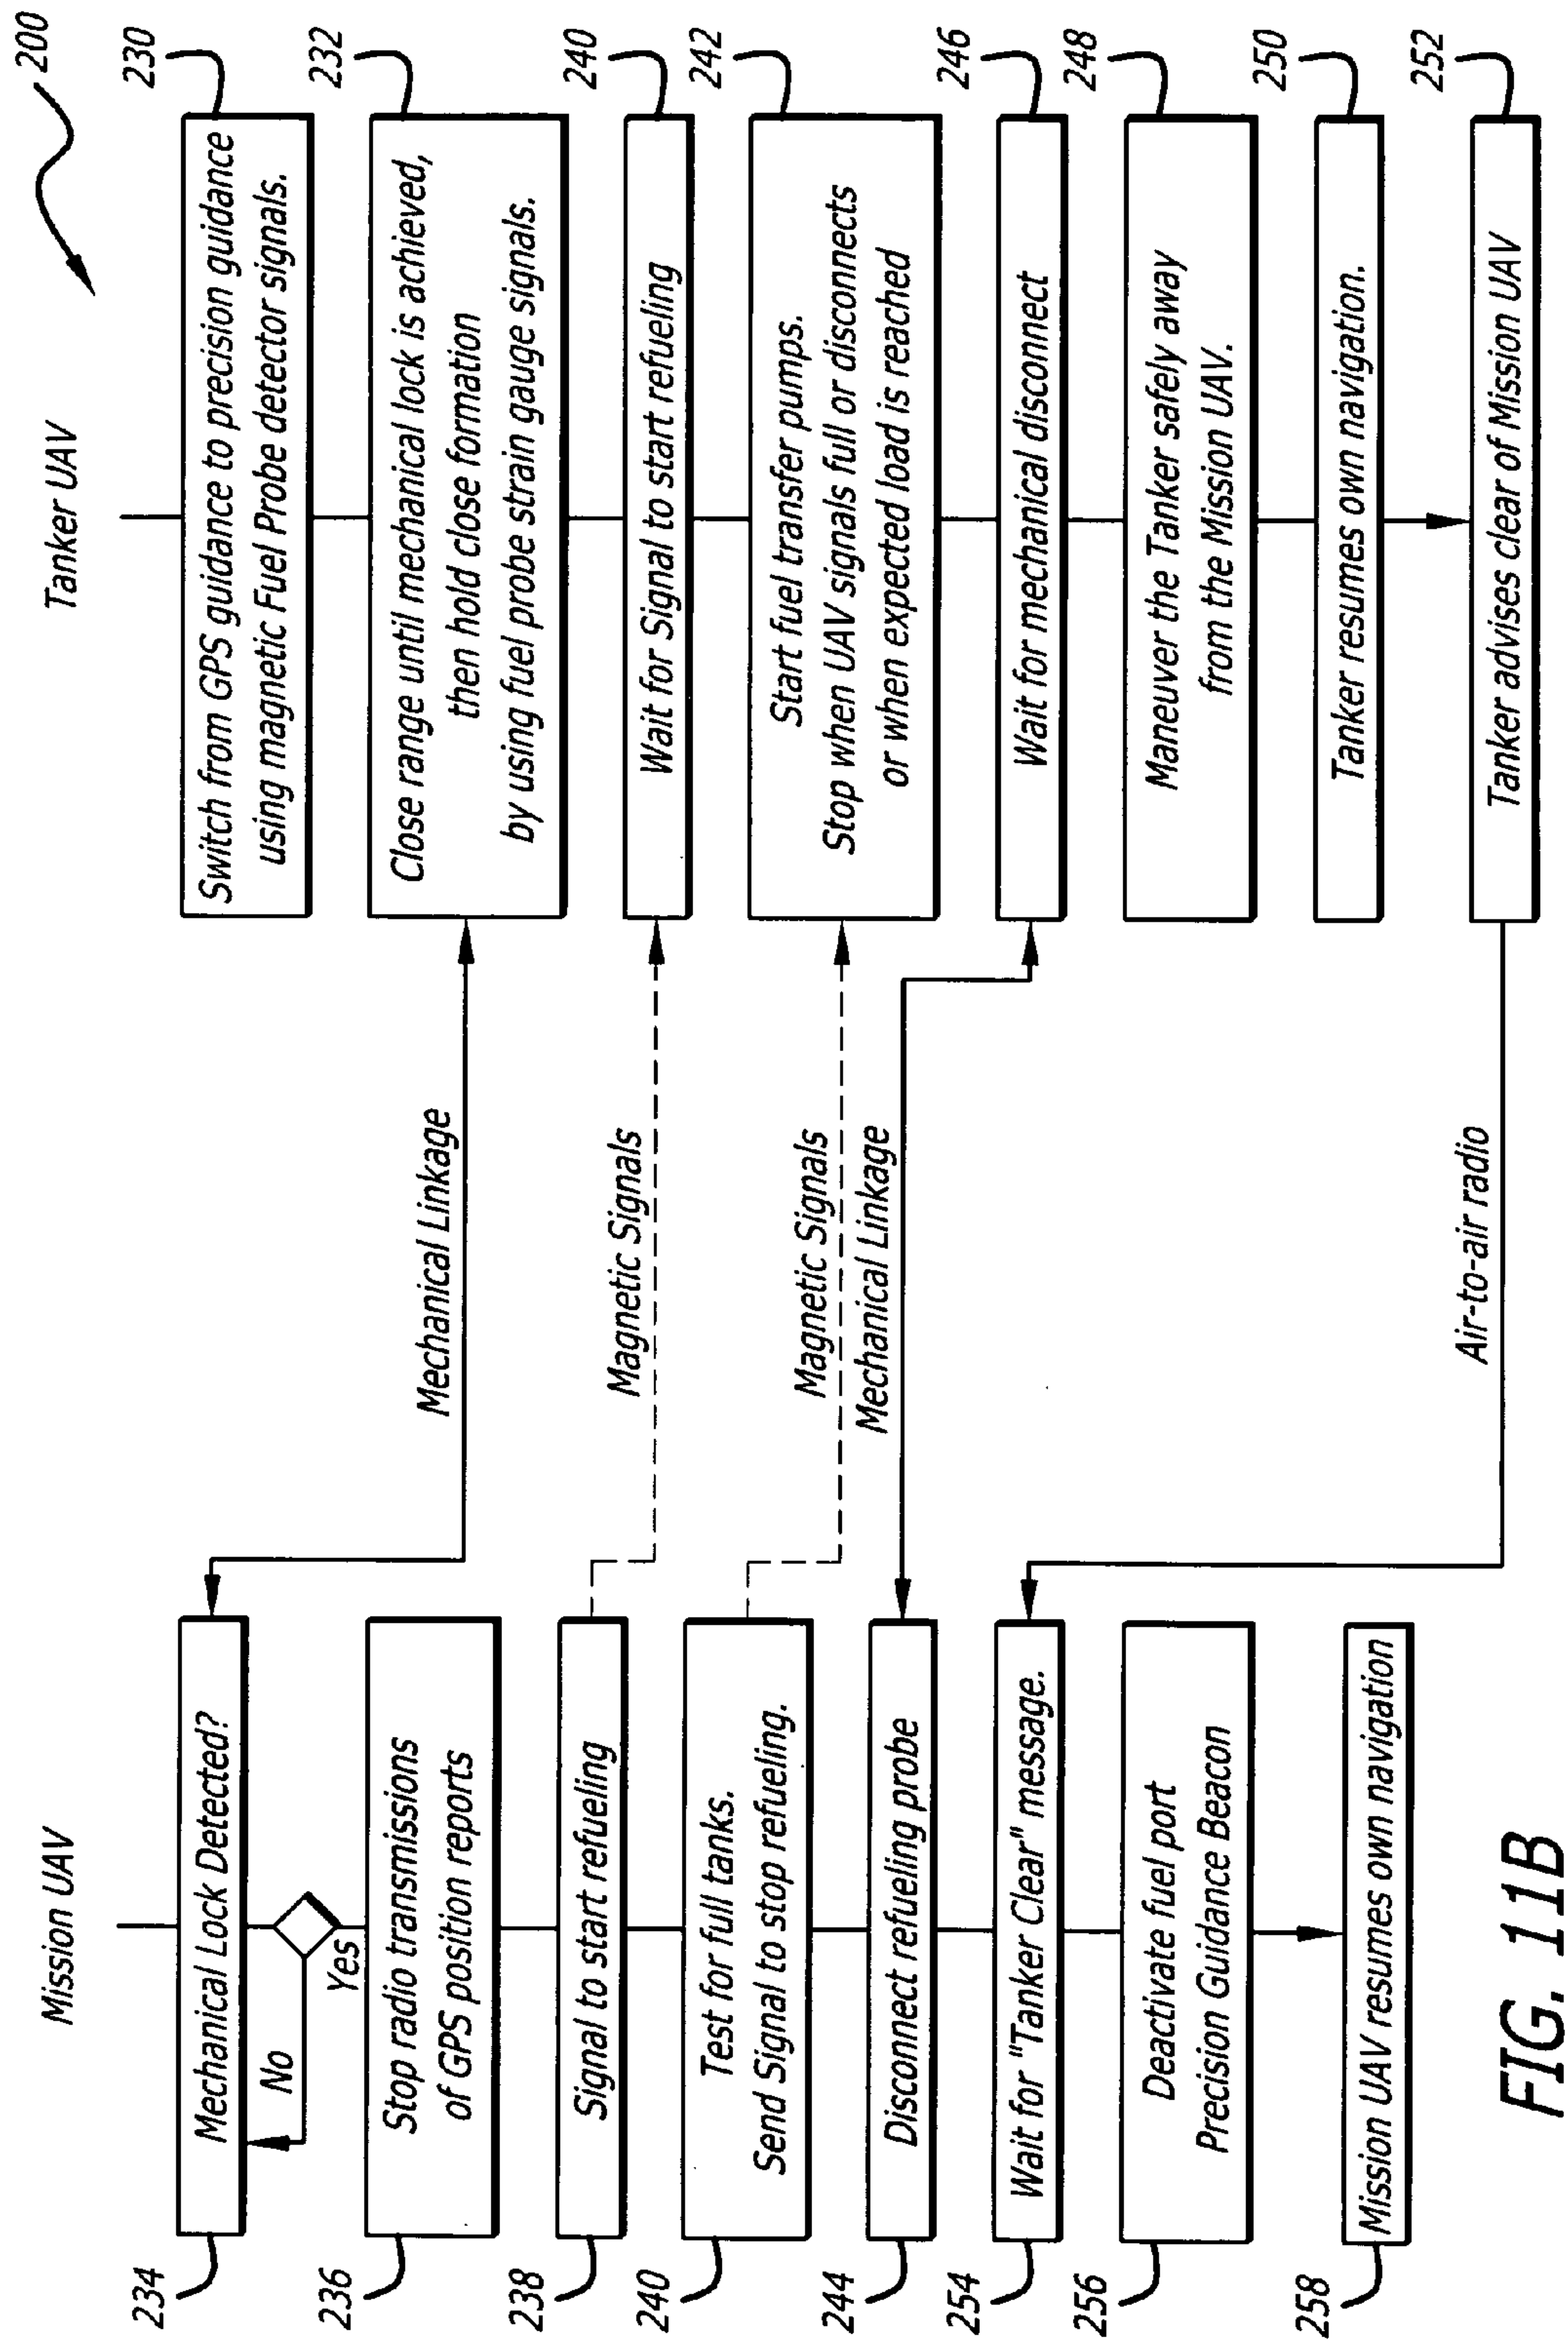 200
Mission UAV
Tanker UAV
234
Mechanical Lock Detected?
No
Yes
236
Stop radio transmissions
of GPS position reports
238
Signal to start refueling
240
Test for full tanks.
Send Signal to stop refueling.
244
Disconnect refueling probe
254
Wait for "Tanker Clear" message.
256
Deactivate fuel port
Precision Guidance Beacon
258
Mission UAV resumes own navigation
Mechanical Linkage
Magnetic Signals
Magnetic Signals
Mechanical Linkage
Air-to-air radio
230
Switch from GPS guidance to precision guidance
using magnetic Fuel Probe detector signals.
232
Close range until mechanical lock is achieved,
then hold close formation
by using fuel probe strain gauge signals.
240
Wait for Signal to start refueling
242
Start fuel transfer pumps.
Stop when UAV signals full or disconnects
or when expected load is reached
246
Wait for mechanical disconnect
248
Maneuver the Tanker safely away
from the Mission UAV.
250
Tanker resumes own navigation.
252
Tanker advises clear of Mission UAV
FIG. 11B